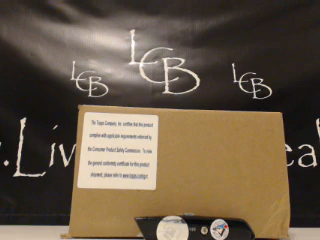 LCB
LCB
LCB
.Liv
ea
The Topps Company, Inc. certifies that this product
complies with applicable requirements enforced by
the Consumer Product Safety Commission. To view
the general conformity certificate for this product
shipment, please refer to www.topps.com/gcc